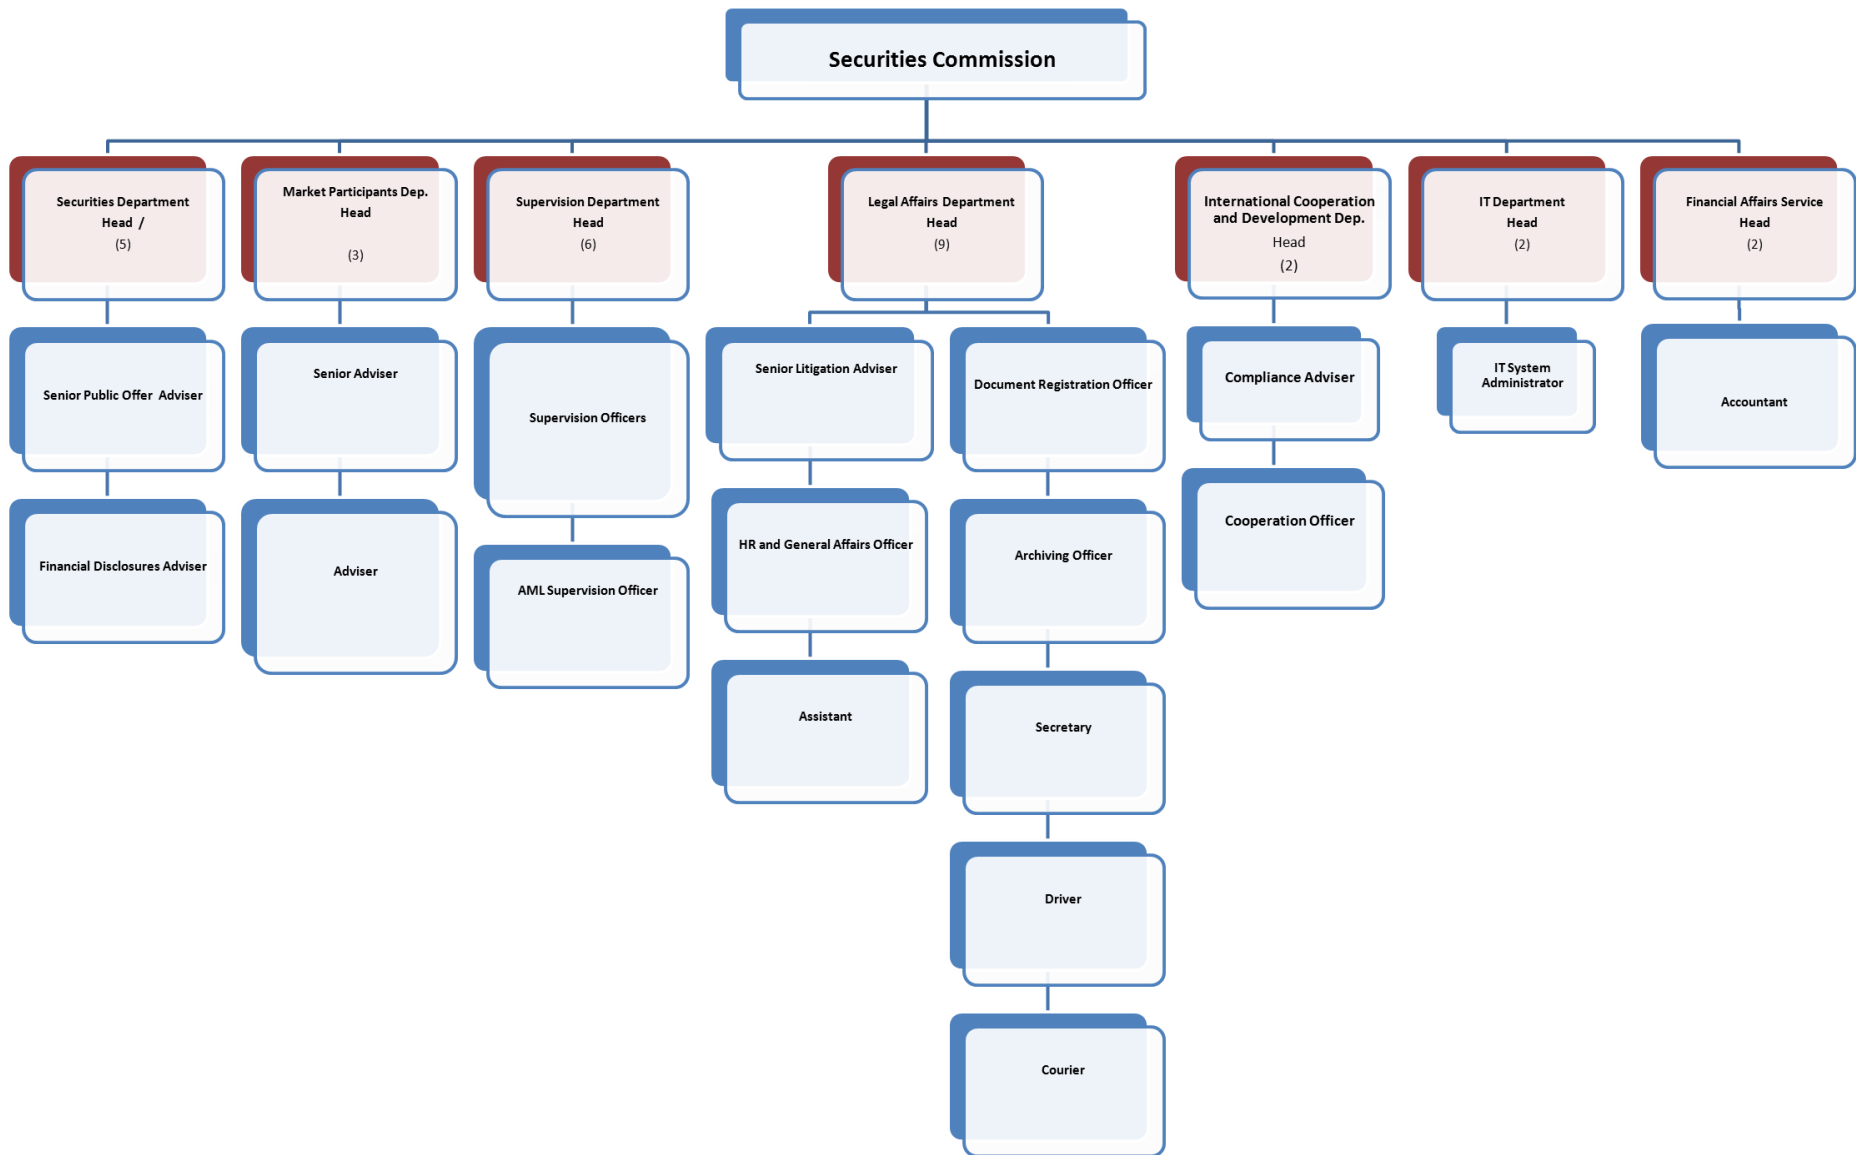 Securities Commission
Securities Department
Head /
(5)
Market Participants Dep.
Head
(3)
Supervision Department
Head
(6)
Legal Affairs Department
Head
(9)
International Cooperation
and Development Dep.
Head
(2)
IT Department
Head
(2)
Financial Affairs Service
Head
(2)
Senior Public Offer Adviser
Financial Disclosures Adviser
Senior Adviser
Adviser
Supervision Officers
AML Supervision Officer
Senior Litigation Adviser
HR and General Affairs Officer
Assistant
Document Registration Officer
Archiving Officer
Secretary
Driver
Courier
Compliance Adviser
Cooperation Officer
IT System
Administrator
Accountant